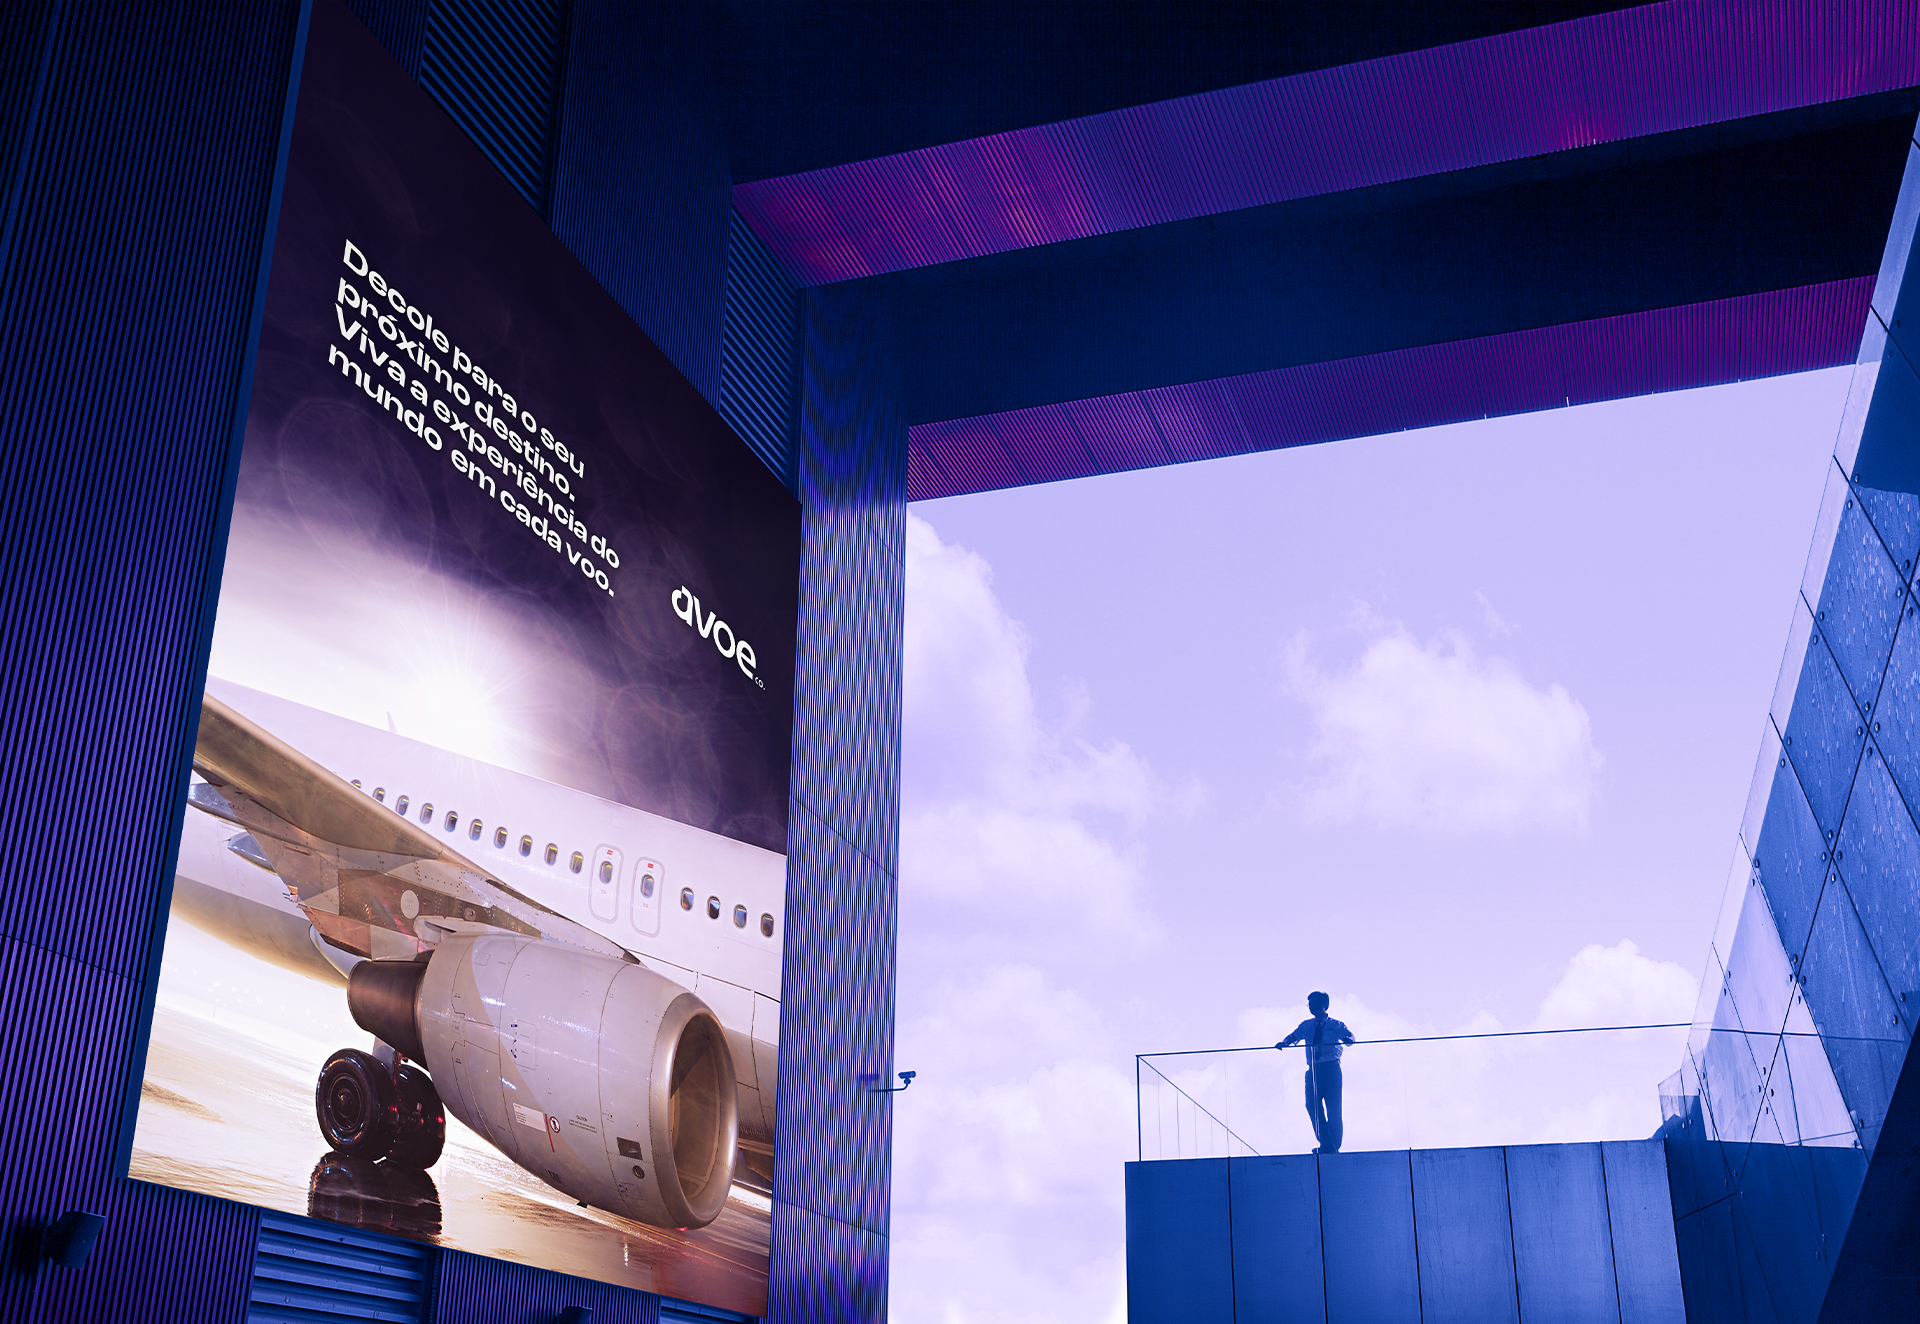 Decole para o seu
próximo destino.
Viva a experiência do
mundo em cada voo.
avoe
co.